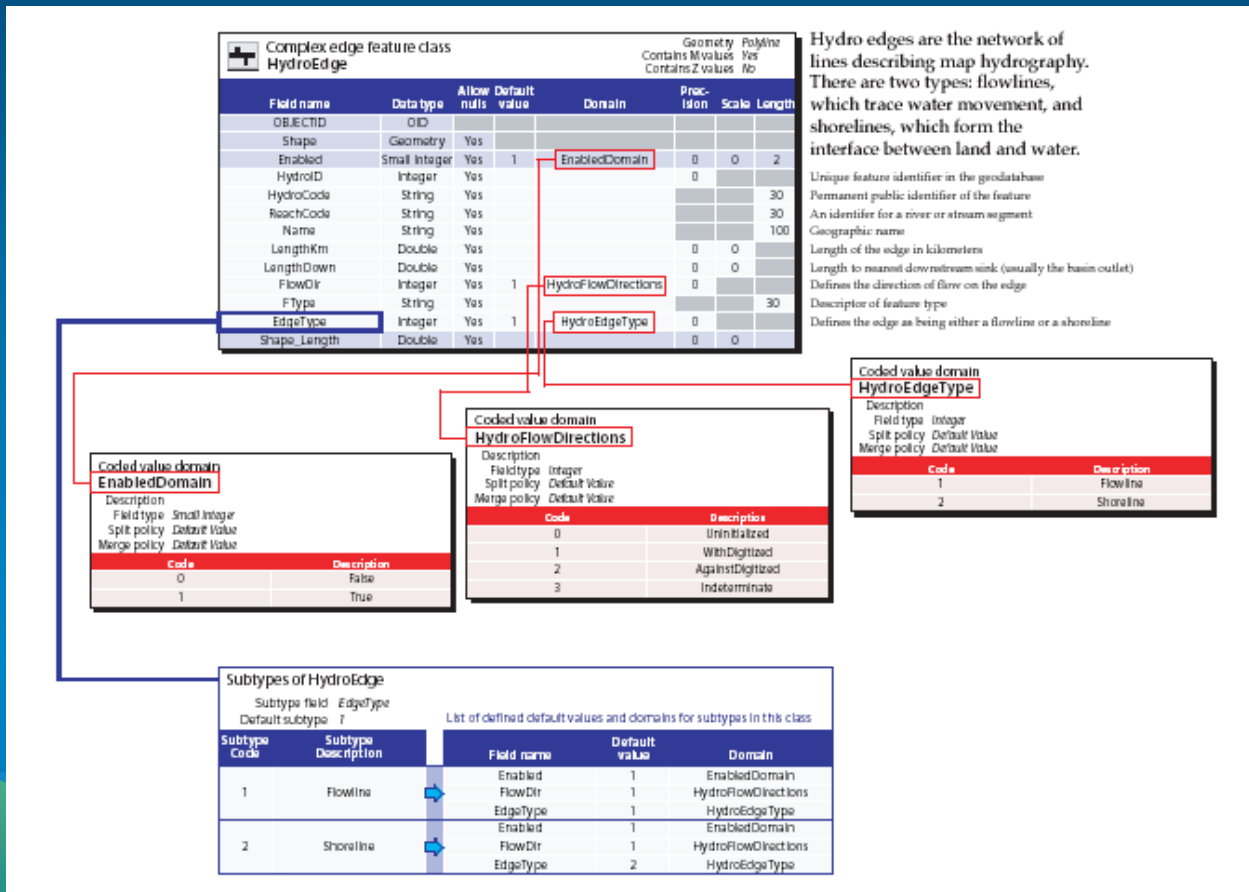 Complex edge feature class
HydroEdge
Geometry Polyline
Contains M values Yes
Contains Z values No
Field name Data type Allow nulls Default value Domain Prec-ision Scale Length
OBJECTID OID
Shape Geometry Yes
Enabled Small Integer Yes 1 EnabledDomain 0 0 2
HydroID Integer Yes 0
HydroCode String Yes 30
ReachCode String Yes 30
Name String Yes 100
LengthKm Double Yes 0 0
LengthDown Double Yes 0 0
FlowDir Integer Yes 1 HydroFlowDirections 0
FType String Yes 30
EdgeType Integer Yes 1 HydroEdgeType 0
Shape_Length Double Yes 0 0
Hydro edges are the network of
lines describing map hydrography.
There are two types: flowlines,
which trace water movement, and
shorelines, which form the
interface between land and water.
Unique feature identifier in the geodatabase
Permanent public identifier of the feature
An identifer for a river or stream segment
Geographic name
Length of the edge in kilometers
Length to nearest downstream sink (usually the basin outlet)
Defines the direction of flow on the edge
Descriptor of feature type
Defines the edge as being either a flowline or a shoreline
Coded value domain
EnabledDomain
Description
Field type Small Integer
Split policy Default Value
Merge policy Default Value
Code Description
0 False
1 True
Coded value domain
HydroFlowDirections
Description
Field type Integer
Split policy Default Value
Merge policy Default Value
Code Description
0 Uninitialized
1 WithDigitized
2 AgainstDigitized
3 Indeterminate
Coded value domain
HydroEdgeType
Description
Field type Integer
Split policy Default Value
Merge policy Default Value
Code Description
1 Flowline
2 Shoreline
Subtypes of HydroEdge
Subtype field EdgeType
Default subtype 1
List of defined default values and domains for subtypes in this class
Subtype Code Subtype Description Field name Default value Domain
Enabled 1 EnabledDomain
1 Flowline FlowDir 1 HydroFlowDirections
EdgeType 1 HydroEdgeType
Enabled 1 EnabledDomain
2 Shoreline FlowDir 1 HydroFlowDirections
EdgeType 2 HydroEdgeType